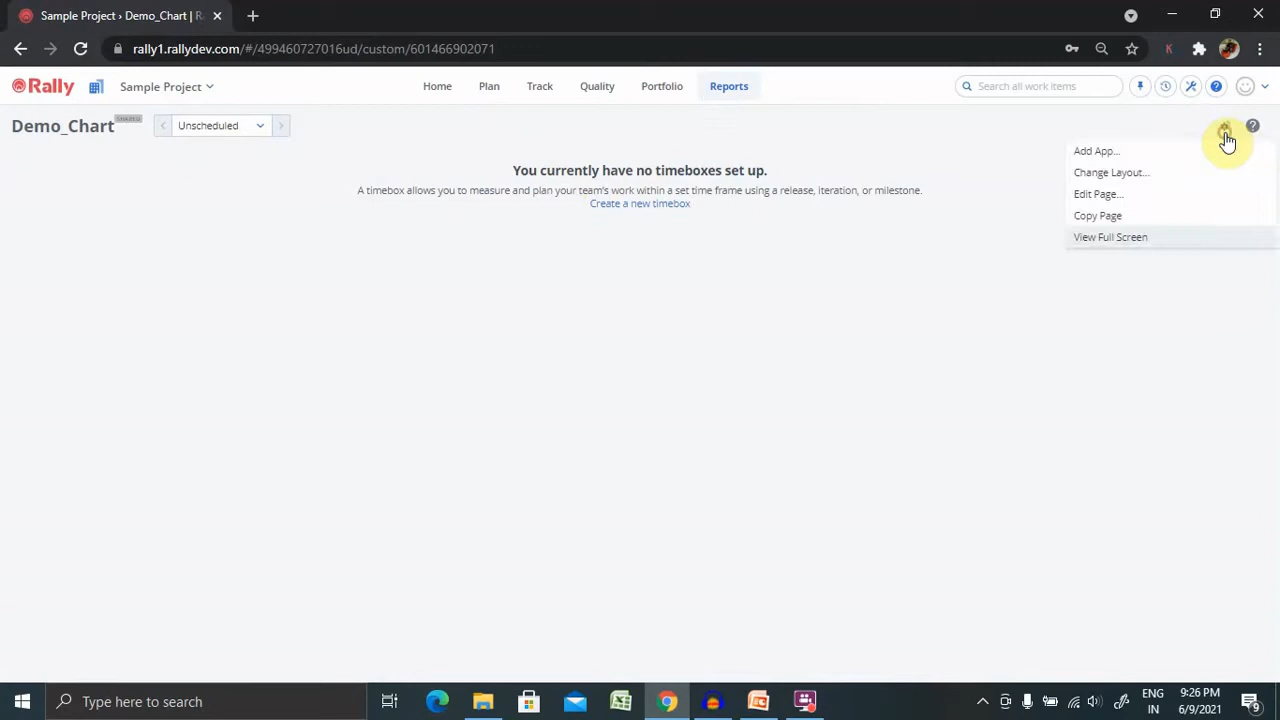 Sample Project › Demo_Chart | R
rally1.rallydev.com/#/499460727016ud/custom/601466902071
K
Rally
Sample Project
Home
Plan
Track
Quality
Portfolio
Reports
Search all work items
Demo_Chart
Unscheduled
Add App...
Change Layout...
Edit Page...
Copy Page
View Full Screen
You currently have no timeboxes set up.
A timebox allows you to measure and plan your team's work within a set time frame using a release, iteration, or milestone.
Create a new timebox
Type here to search
ENG
IN
9:26 PM
6/9/2021
9